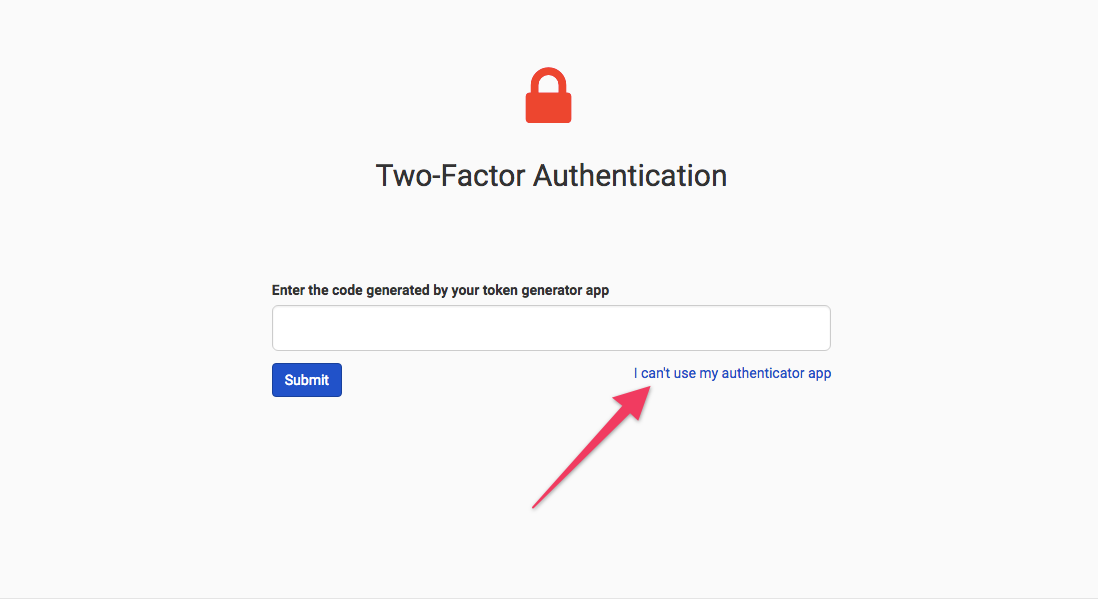 Two-Factor Authentication
Enter the code generated by your token generator app
Submit
I can't use my authenticator app